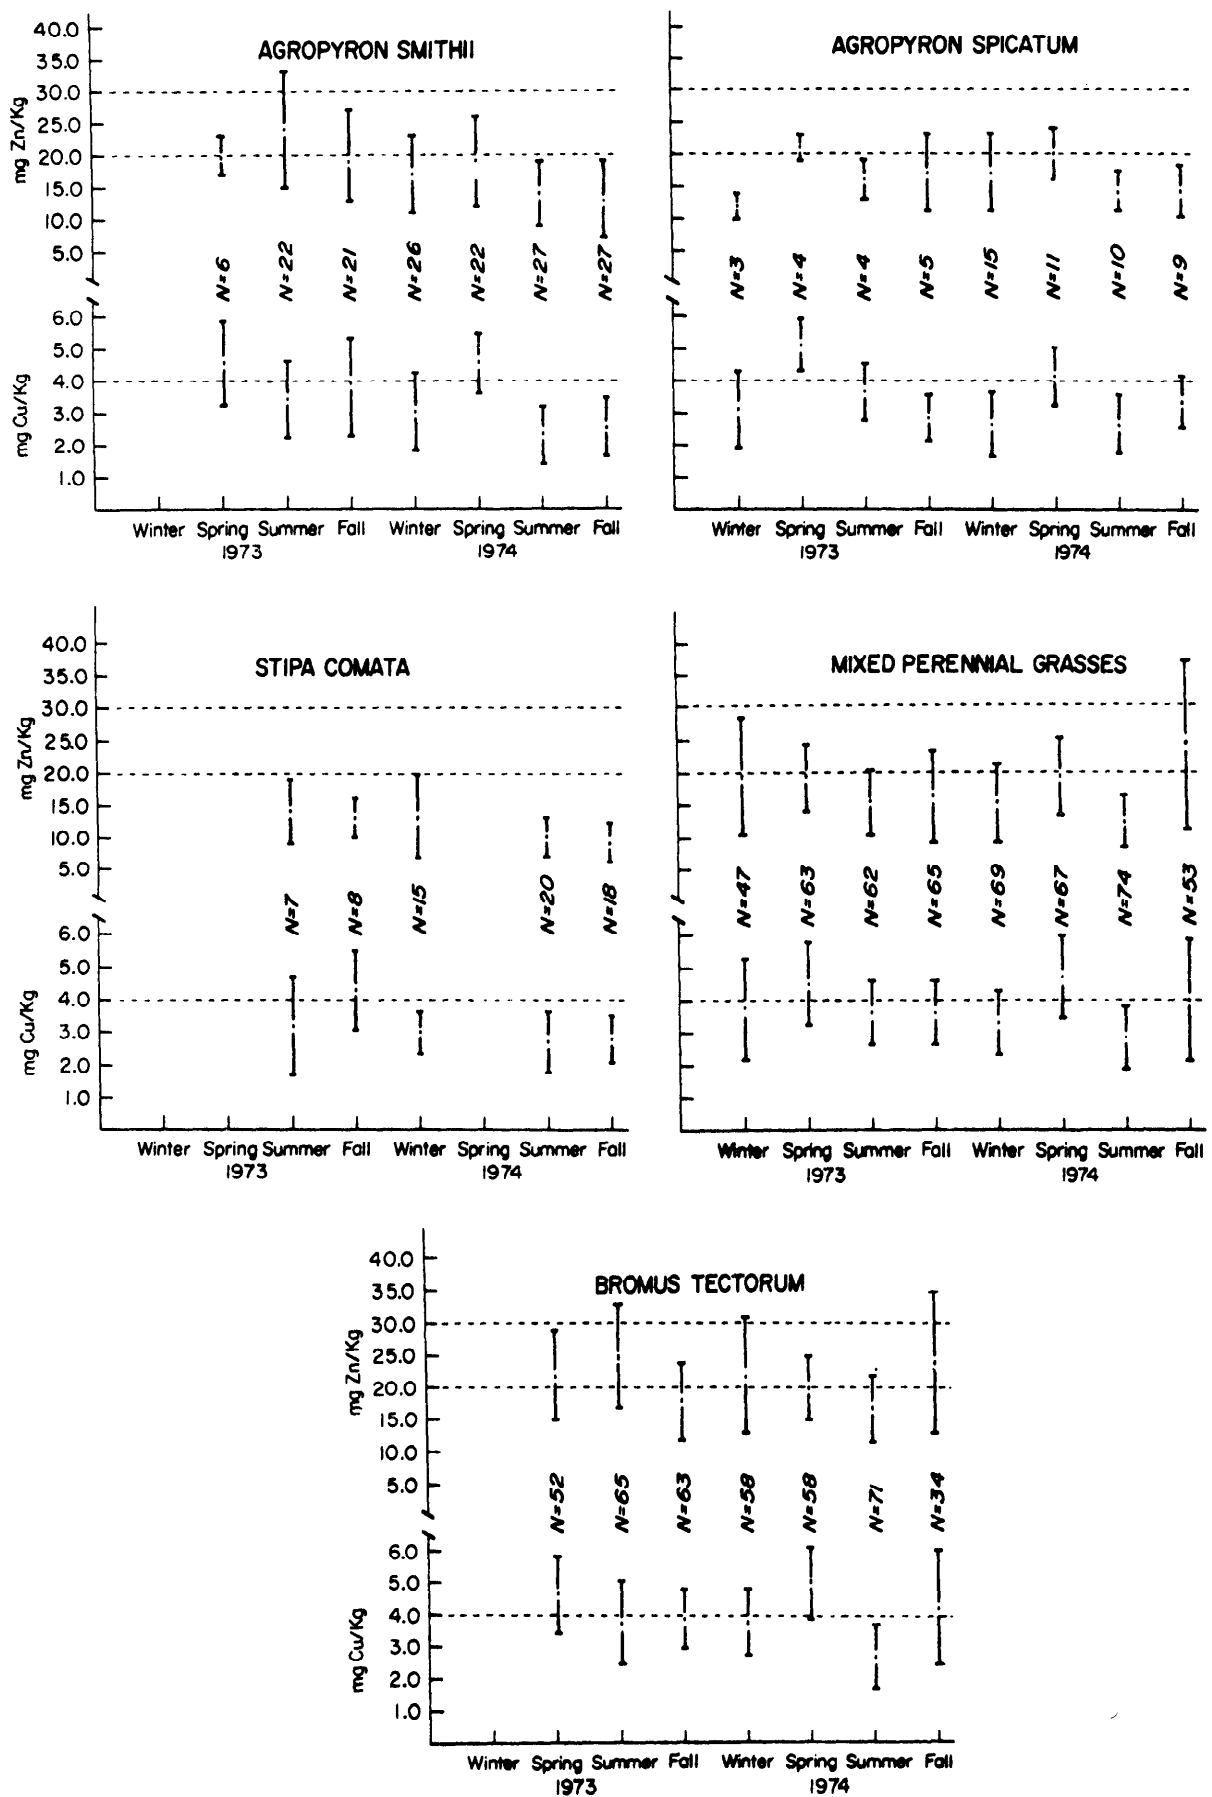 AGROPYRON SMITHII
mg Zn/Kg
40.0
35.0
30.0
25.0
20.0
15.0
10.0
5.0
N=6 N=22 N=21 N=26 N=22 N=27 N=27
mg Cu/Kg
6.0
5.0
4.0
3.0
2.0
1.0
Winter Spring Summer Fall Winter Spring Summer Fall
1973 1974
AGROPYRON SPICATUM
N=3 N=4 N=4 N=5 N=15 N=11 N=10 N=9
Winter Spring Summer Fall Winter Spring Summer Fall
1973 1974
STIPA COMATA
mg Zn/Kg
40.0
35.0
30.0
25.0
20.0
15.0
10.0
5.0
N=7 N=8 N=15 N=20 N=18
mg Cu/Kg
6.0
5.0
4.0
3.0
2.0
1.0
Winter Spring Summer Fall Winter Spring Summer Fall
1973 1974
MIXED PERENNIAL GRASSES
N=47 N=63 N=62 N=65 N=69 N=67 N=74 N=53
Winter Spring Summer Fall Winter Spring Summer Fall
1973 1974
BROMUS TECTORUM
mg Zn/Kg
40.0
35.0
30.0
25.0
20.0
15.0
10.0
5.0
N=52 N=65 N=63 N=58 N=58 N=71 N=34
mg Cu/Kg
6.0
5.0
4.0
3.0
2.0
1.0
Winter Spring Summer Fall Winter Spring Summer Fall
1973 1974